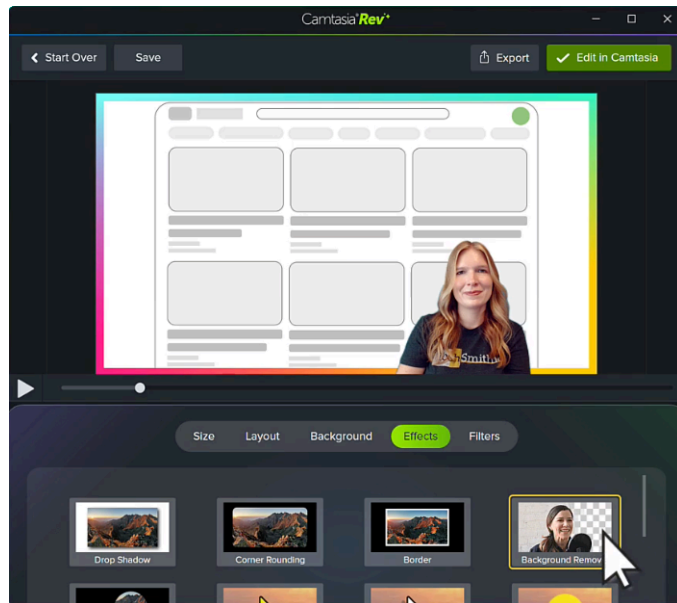 Camtasia Rev
Start Over
Save
Export
Edit in Camtasia
Smith
Size
Layout
Background
Effects
Filters
Drop Shadow
Corner Rounding
Border
Background Remov